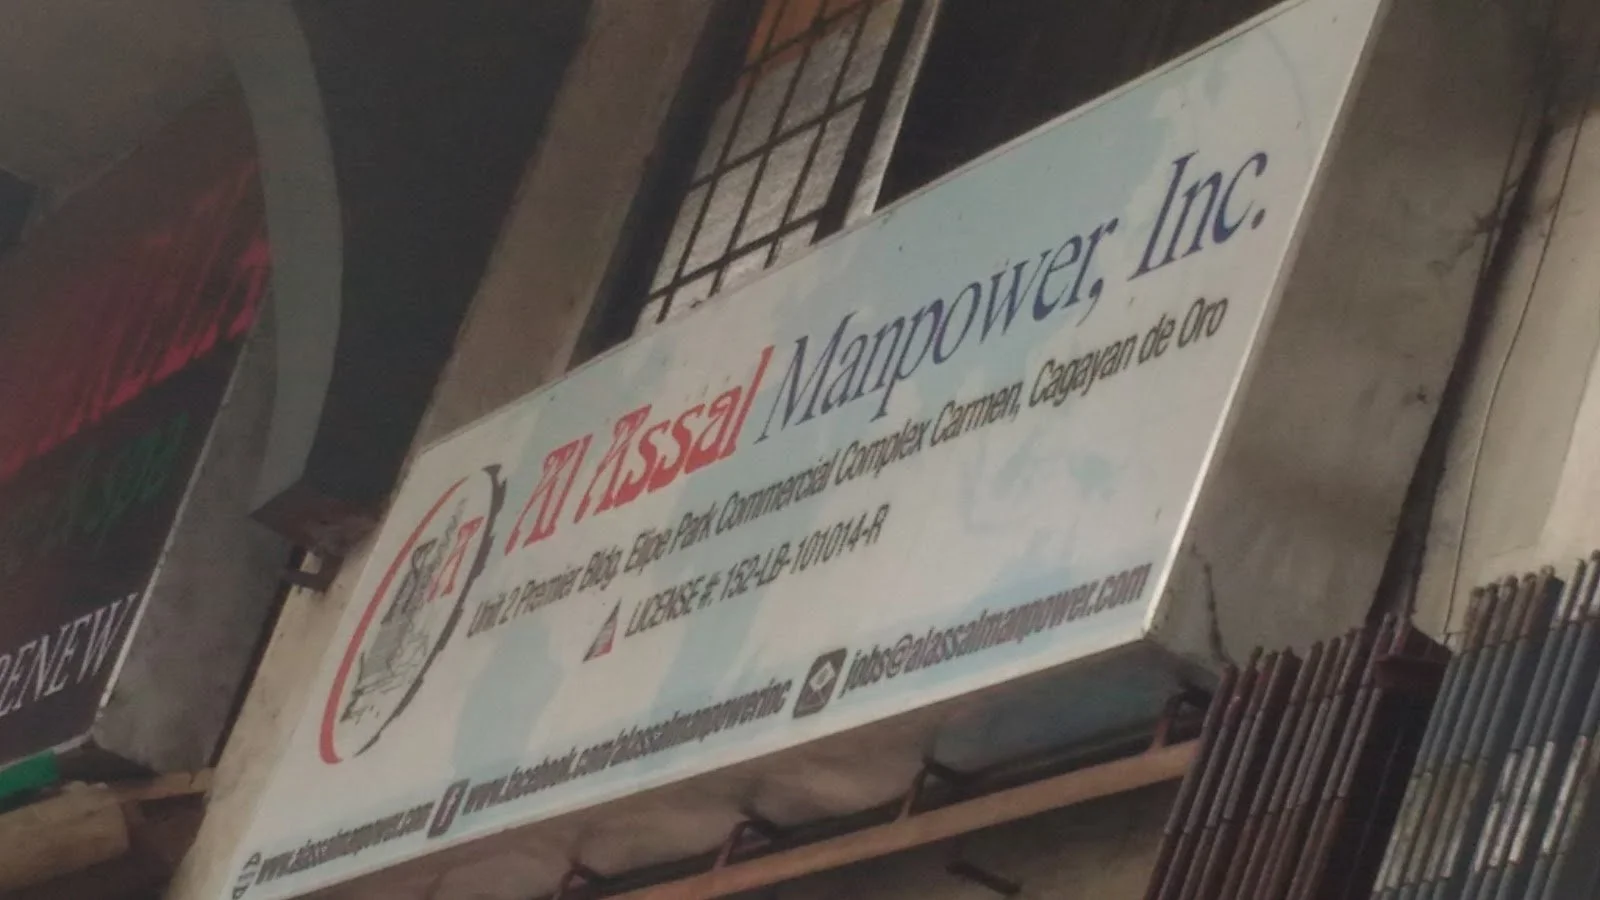 Al Assal Manpower, Inc.
Unit 2 Premier Bldg. Elipe Park Commercial Complex Carmen, Cagayan de Oro
LICENSE #: 152-LB-101014-R
www.alassalmanpower.com f www.facebook.com/alassalmanpowerinc jobs@alassalmanpower.com
RENEW